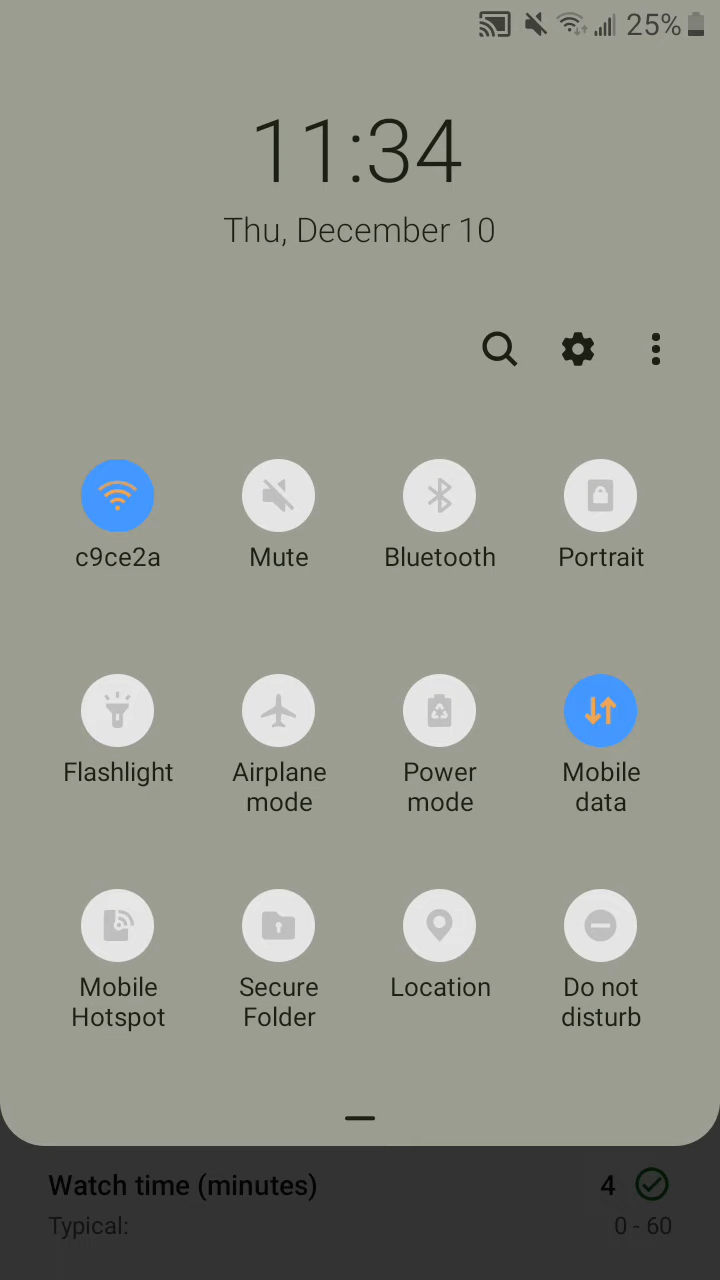 25%
11:34
Thu, December 10
c9ce2a
Mute
Bluetooth
Portrait
Flashlight
Airplane
mode
Power
mode
Mobile
data
Mobile
Hotspot
Secure
Folder
Location
Do not
disturb
Watch time (minutes) 4
Typical: 0 - 60